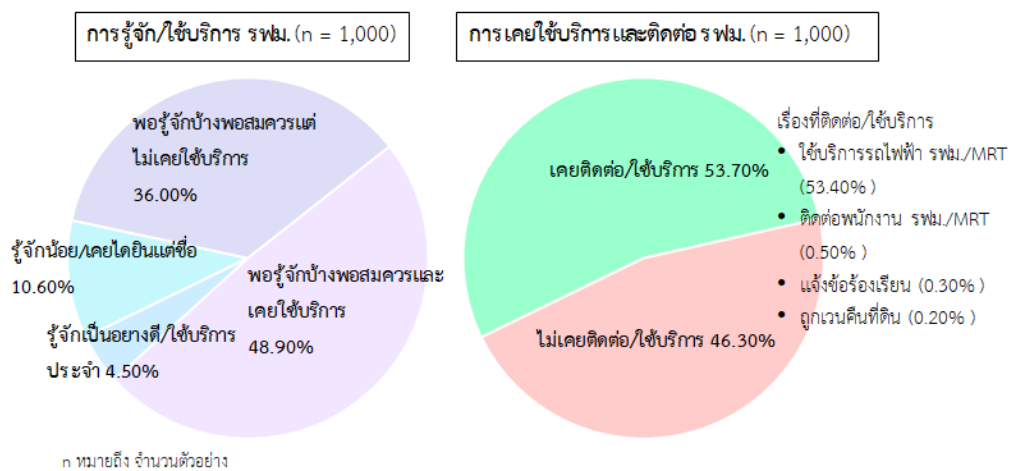 การรู้จัก/ใช้บริการ รฟม. (n = 1,000)
พอรู้จักบ้างพอสมควรแต่
ไม่เคยใช้บริการ
36.00%
รู้จักน้อย/เคยได้ยินแต่ชื่อ
10.60%
พอรู้จักบ้างพอสมควรและ
เคยใช้บริการ
48.90%
รู้จักเป็นอย่างดี/ใช้บริการ
ประจำ 4.50%
n หมายถึง จำนวนตัวอย่าง
การเคยใช้บริการและติดต่อ รฟม. (n = 1,000)
เคยติดต่อ/ใช้บริการ 53.70%
ไม่เคยติดต่อ/ใช้บริการ 46.30%
เรื่องที่ติดต่อ/ใช้บริการ
• ใช้บริการรถไฟฟ้า รฟม./MRT
(53.40% )
• ติดต่อพนักงาน รฟม./MRT
(0.50% )
• แจ้งข้อร้องเรียน (0.30% )
• ถูกเวนคืนที่ดิน (0.20% )